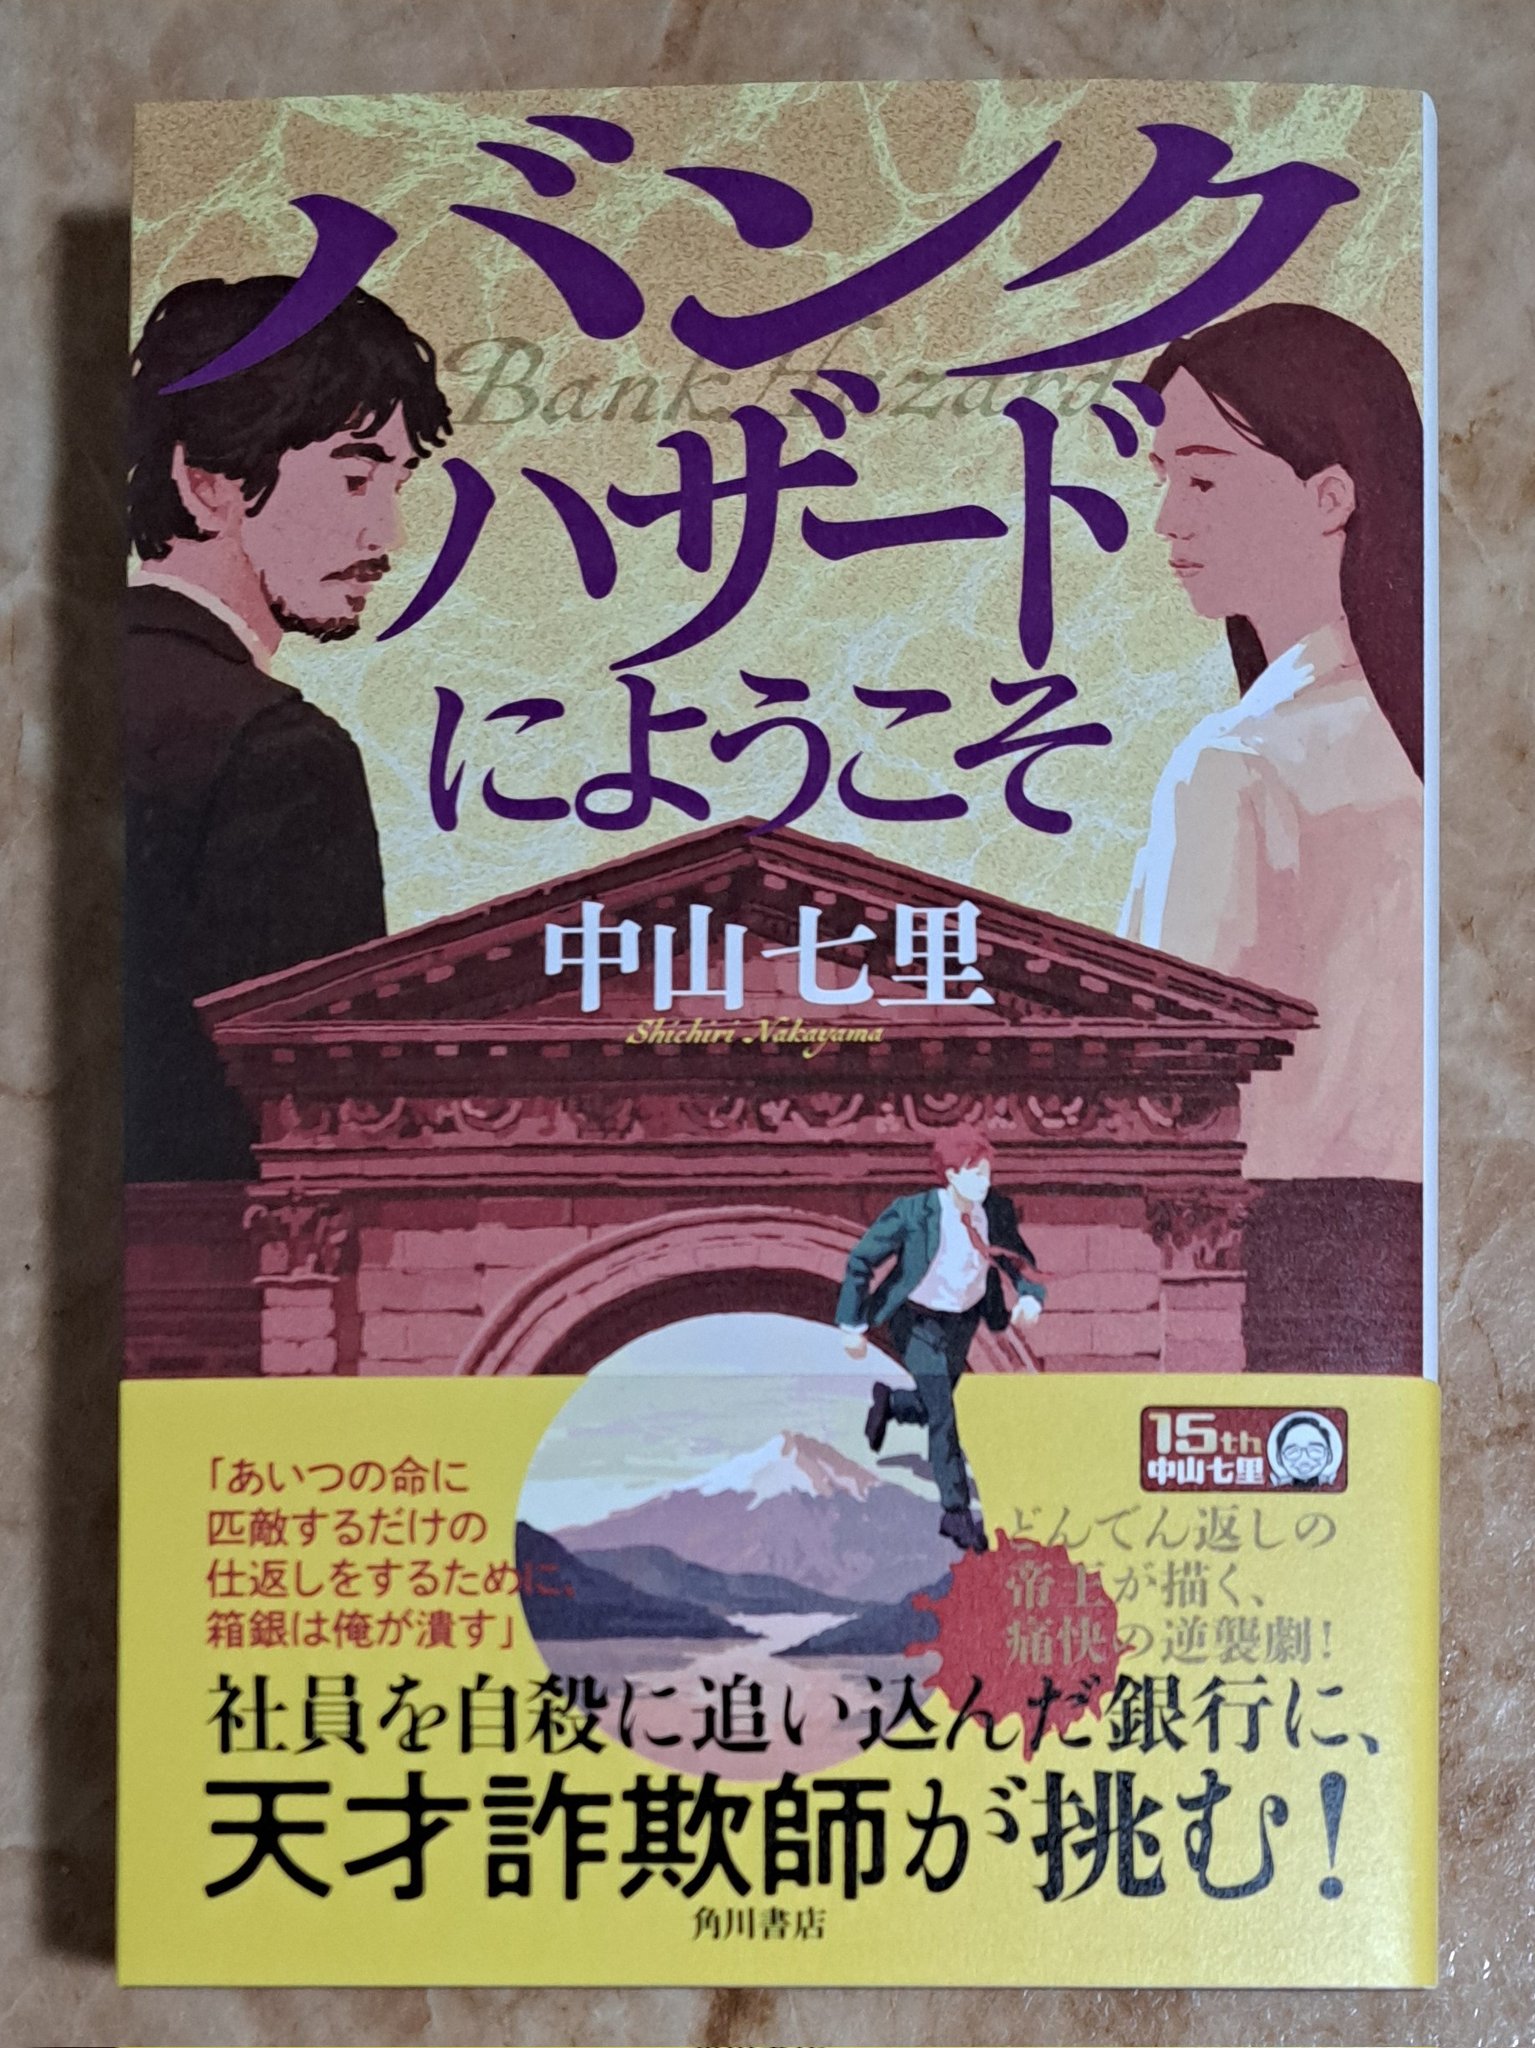 バンク
Bank Hazard
ハザード
にようこそ
中山七里
Shichiri Nakayama
15th
中山七里
「あいつの命に
匹敵するだけの
仕返しをするために、
箱銀は俺が潰す」
どんでん返しの
帝王が描く、
痛快の逆襲劇!
社員を自殺に追い込んだ銀行に、
天才詐欺師が挑む!
角川書店